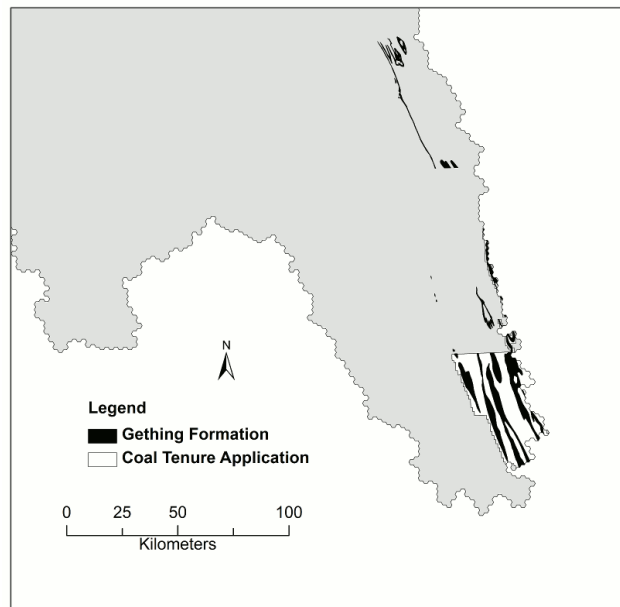 N
Legend
Gething Formation
Coal Tenure Application
0 25 50 100
Kilometers